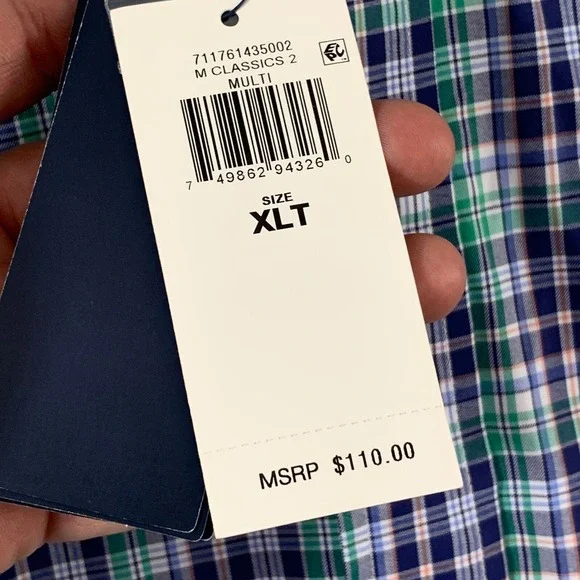 711761435002
M CLASSICS 2
MULTI
7 49862 94326 0
SIZE
XLT
MSRP $110.00